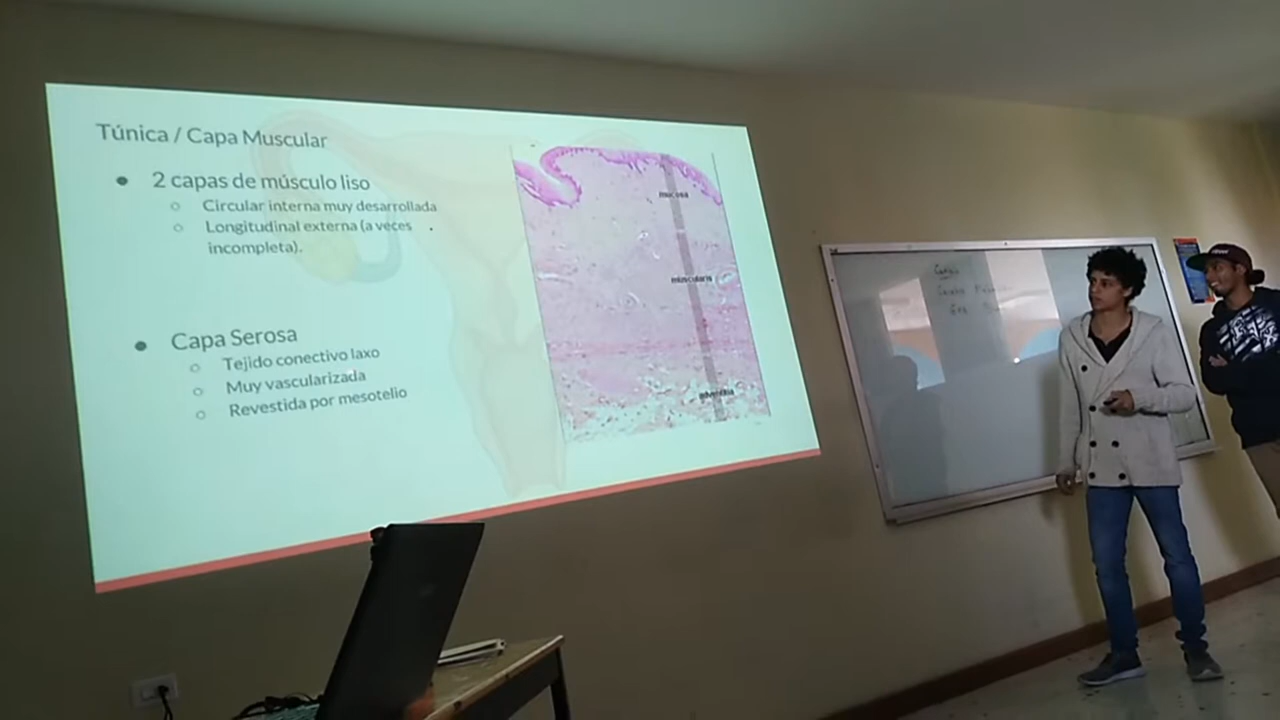 Túnica / Capa Muscular
● 2 capas de músculo liso
○ Circular interna muy desarrollada
○ Longitudinal externa (a veces
incompleta).
● Capa Serosa
○ Tejido conectivo laxo
○ Muy vascularizada
○ Revestida por mesotelio
mucosa
muscularis
adventitia